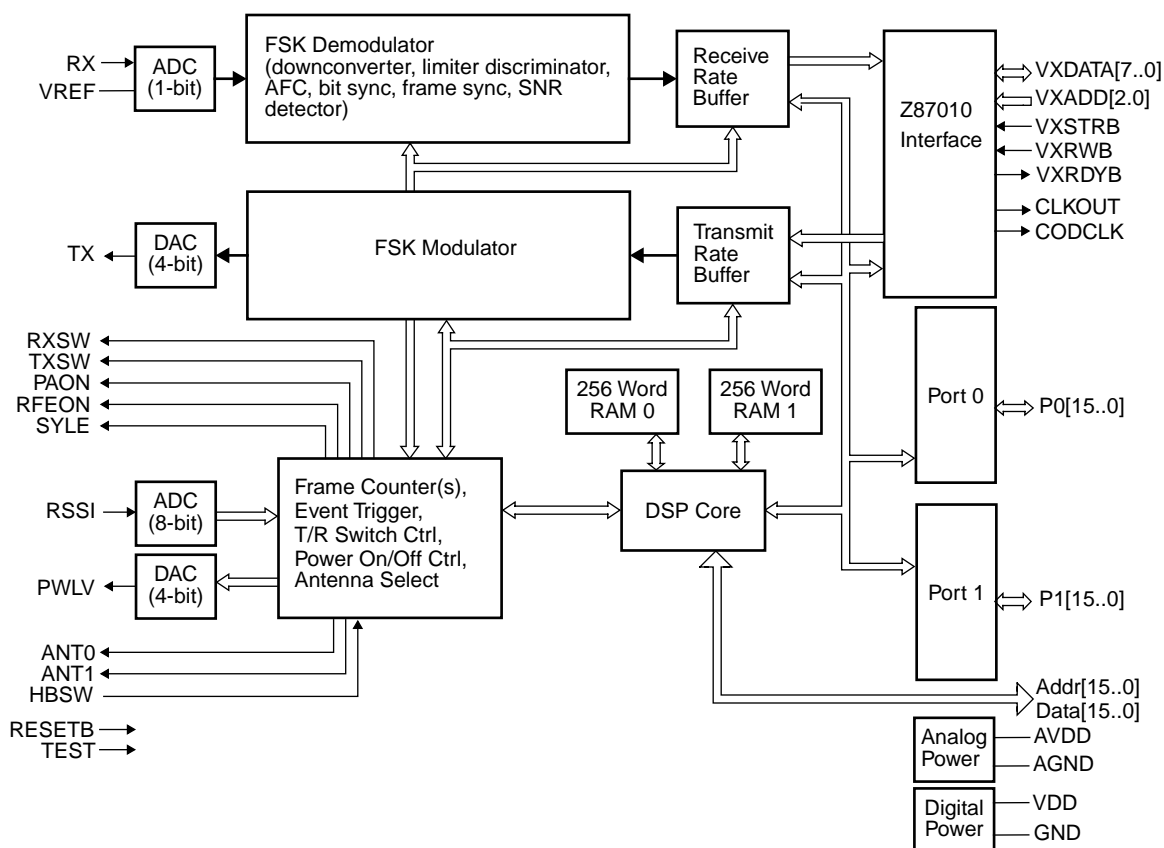 RX
VREF
ADC
(1-bit)
FSK Demodulator
(downconverter, limiter discriminator,
AFC, bit sync, frame sync, SNR
detector)
Receive
Rate
Buffer
Z87010
Interface
VXDATA[7..0]
VXADD[2.0]
VXSTRB
VXRWB
VXRDYB
CLKOUT
CODCLK
TX
DAC
(4-bit)
FSK Modulator
Transmit
Rate
Buffer
RXSW
TXSW
PAON
RFEON
SYLE
256 Word
RAM 0
256 Word
RAM 1
Port 0
P0[15..0]
RSSI
ADC
(8-bit)
Frame Counter(s),
Event Trigger,
T/R Switch Ctrl,
Power On/Off Ctrl,
Antenna Select
DSP Core
PWLV
DAC
(4-bit)
Port 1
P1[15..0]
ANT0
ANT1
HBSW
RESETB
TEST
Addr[15..0]
Data[15..0]
Analog
Power
AVDD
AGND
Digital
Power
VDD
GND